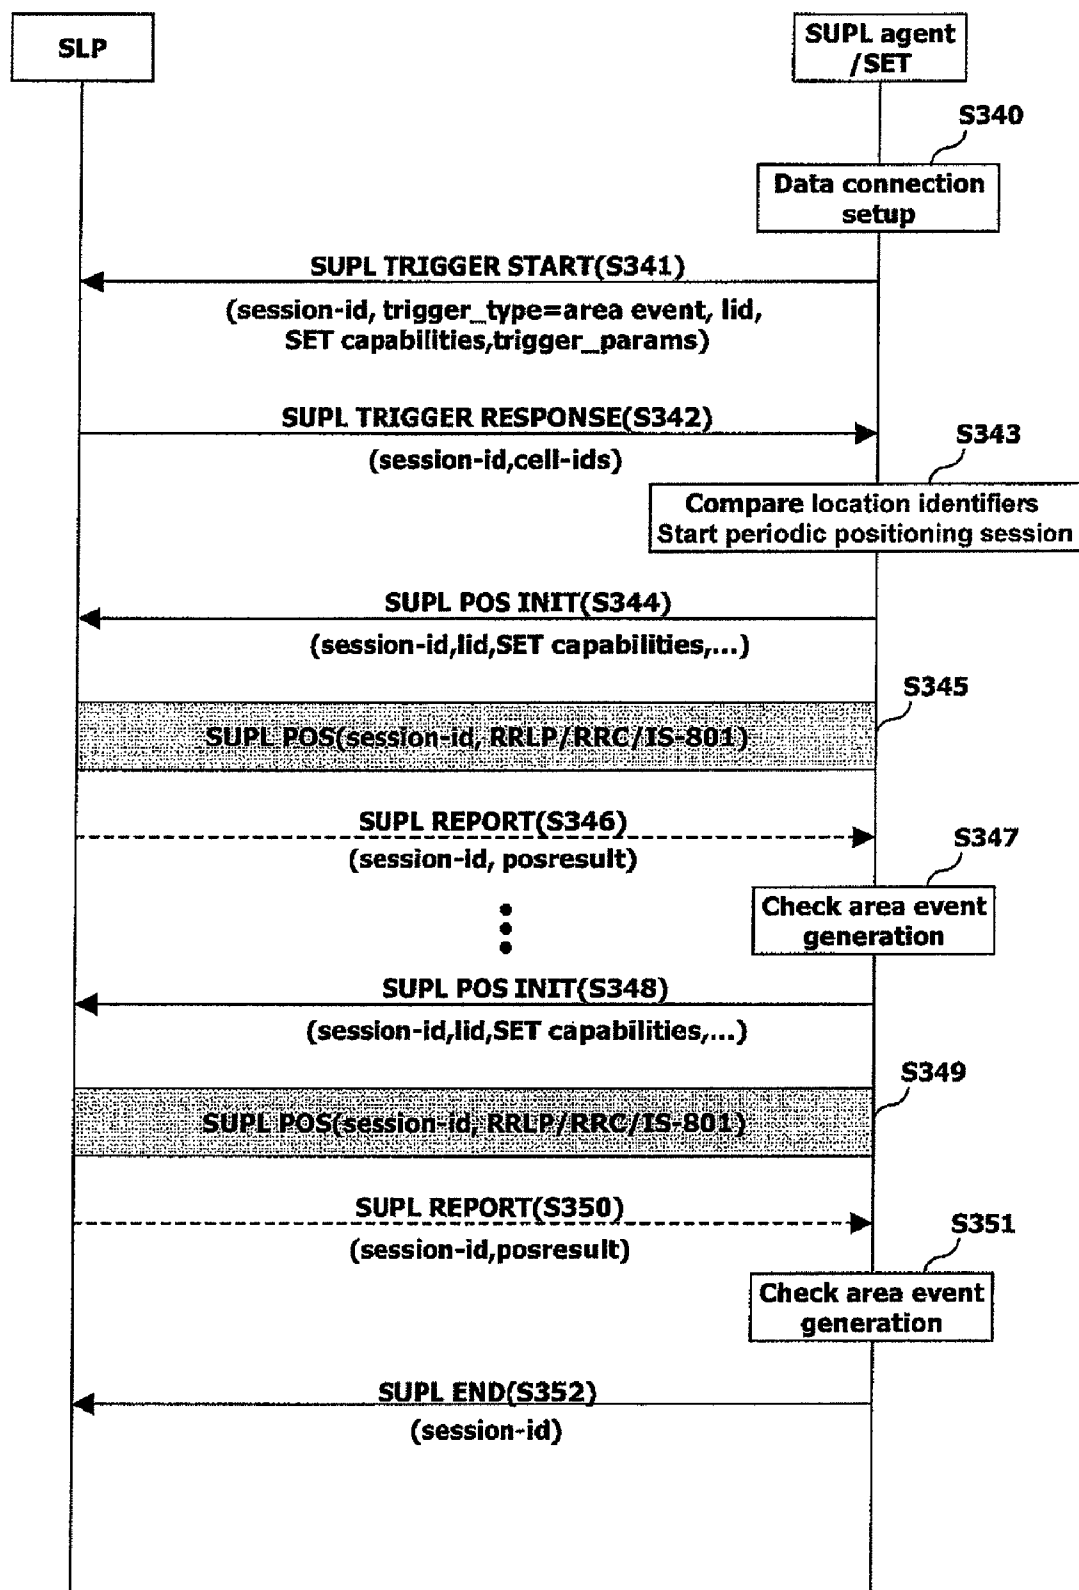 SLP
SUPL agent
/SET
S340
Data connection
setup
SUPL TRIGGER START(S341)
(session-id, trigger_type=area event, lid,
SET capabilities,trigger_params)
SUPL TRIGGER RESPONSE(S342)
(session-id,cell-ids)
S343
Compare location identifiers
Start periodic positioning session
SUPL POS INIT(S344)
(session-id,lid,SET capabilities,...)
S345
SUPL POS(session-id, RRLP/RRC/IS-801)
SUPL REPORT(S346)
(session-id, posresult)
S347
Check area event
generation
SUPL POS INIT(S348)
(session-id,lid,SET capabilities,...)
S349
SUPL POS(session-id, RRLP/RRC/IS-801)
SUPL REPORT(S350)
(session-id,posresult)
S351
Check area event
generation
SUPL END(S352)
(session-id)